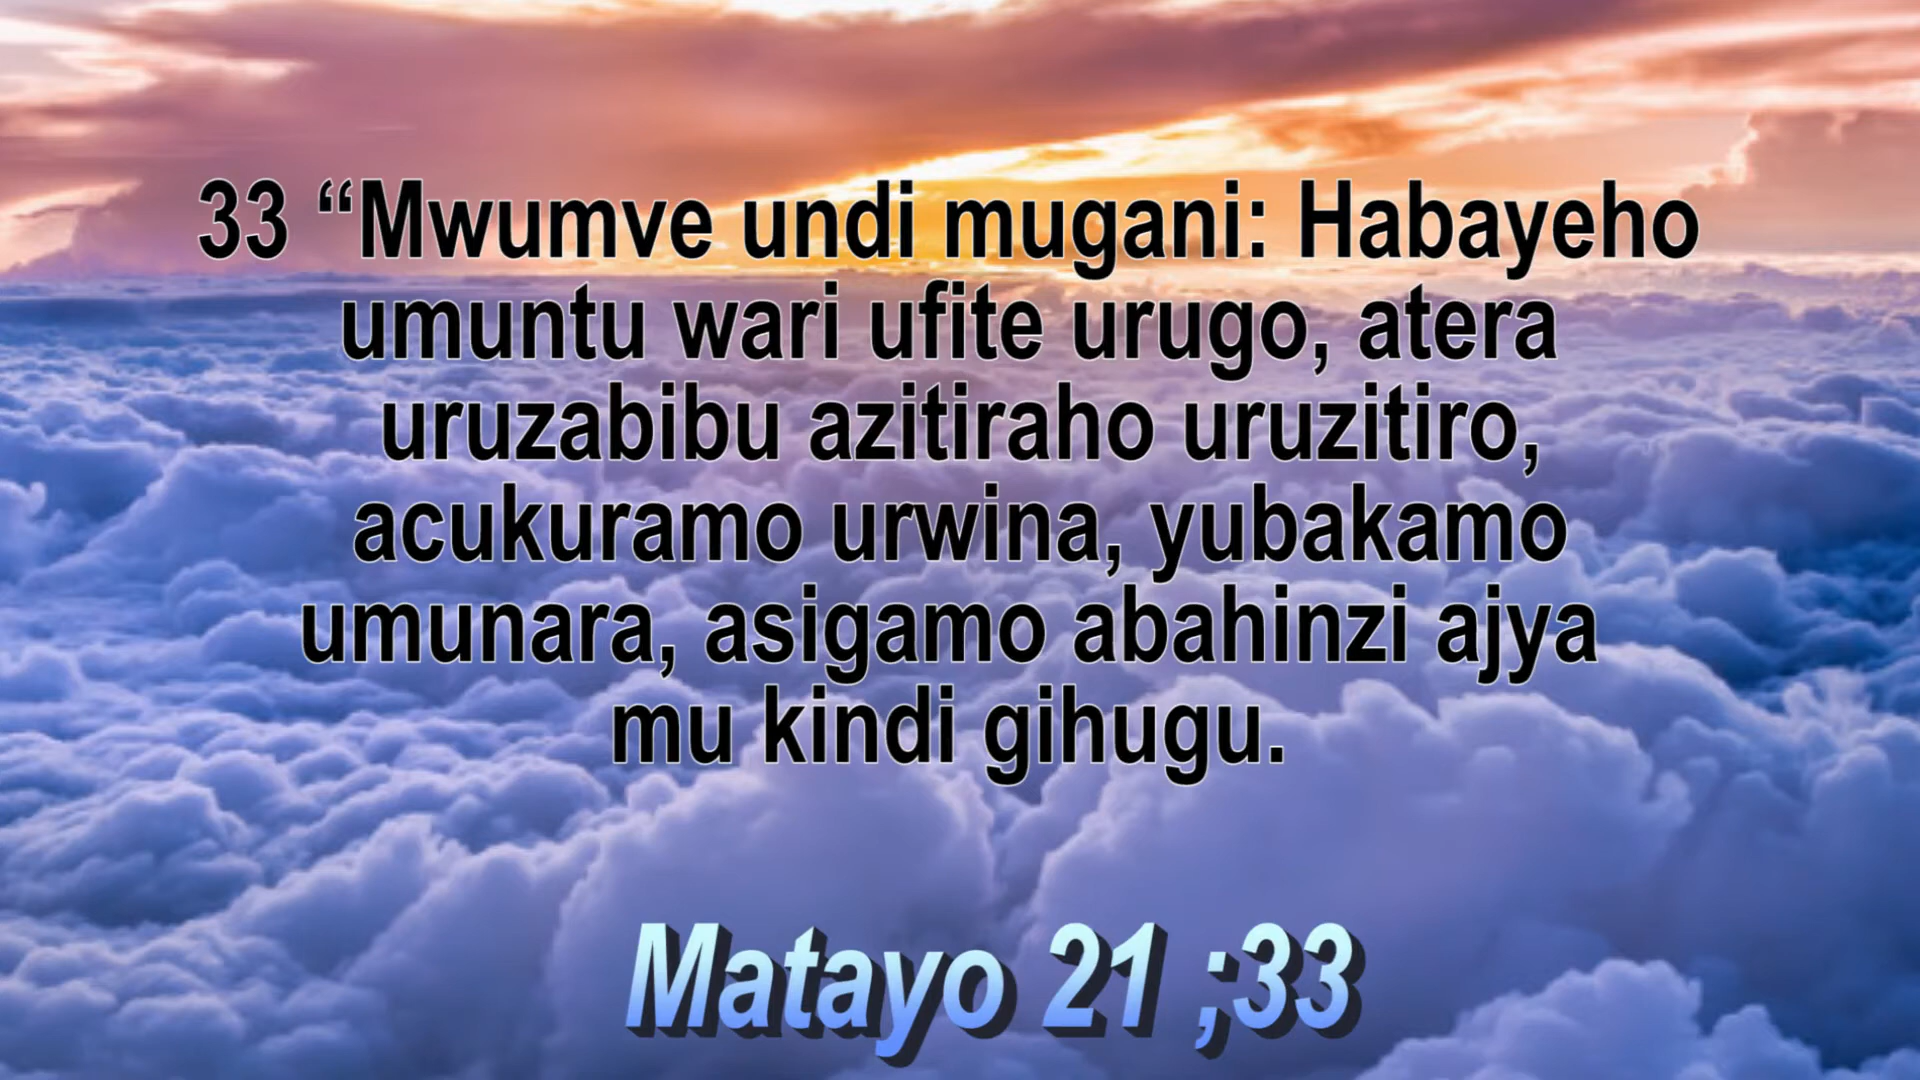 33 “Mwumve undi mugani: Habayeho
umuntu wari ufite urugo, atera
uruzabibu azitiraho uruzitiro,
acukuramo urwina, yubakamo
umunara, asigamo abahinzi ajya
mu kindi gihugu.
Matayo 21 ;33